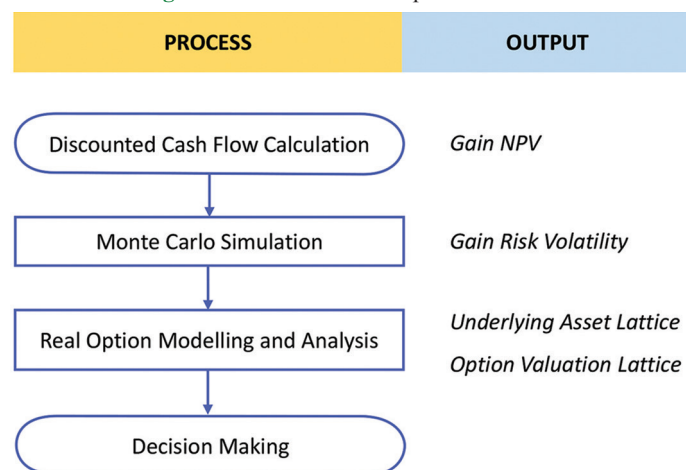 PROCESS
OUTPUT
Discounted Cash Flow Calculation
Gain NPV
Monte Carlo Simulation
Gain Risk Volatility
Real Option Modelling and Analysis
Underlying Asset Lattice
Option Valuation Lattice
Decision Making